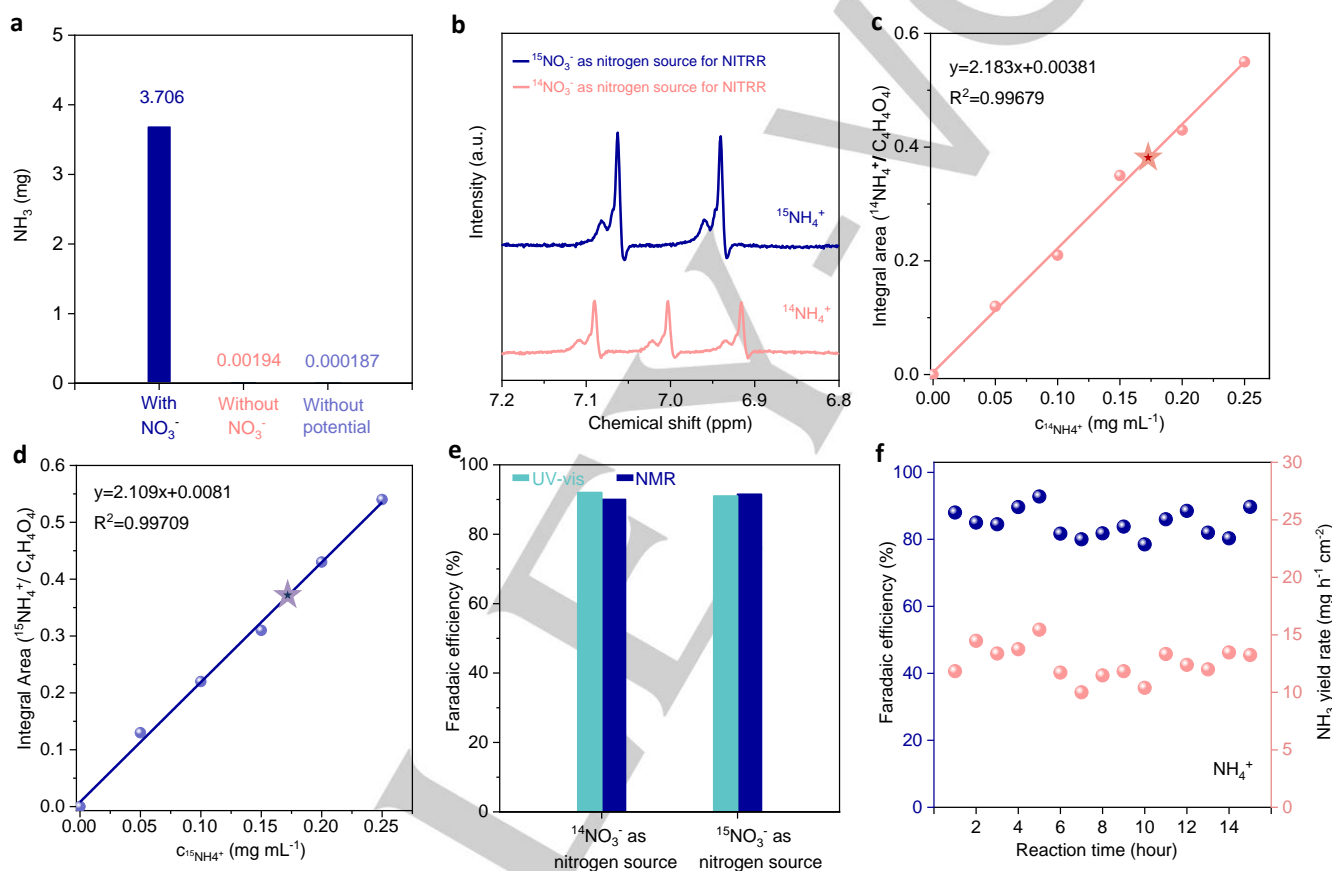 a
5
4
3
2
1
0
NH₃ (mg)
3.706
0.00194
0.000187
With
NO₃⁻
Without
NO₃⁻
Without
potential
b
¹⁵NO₃⁻ as nitrogen source for NITRR
¹⁴NO₃⁻ as nitrogen source for NITRR
Intensity (a.u.)
¹⁵NH₄⁺
¹⁴NH₄⁺
7.2 7.1 7.0 6.9 6.8
Chemical shift (ppm)
c
0.6
0.4
0.2
0.0
Integral area (¹⁴NH₄⁺/ C₄H₄O₄)
y=2.183x+0.00381
R²=0.99679
0.00 0.05 0.10 0.15 0.20 0.25
c¹⁴NH4⁺ (mg mL⁻¹)
d
0.6
0.5
0.4
0.3
0.2
0.1
0.0
Integral Area (¹⁵NH₄⁺/ C₄H₄O₄)
y=2.109x+0.0081
R²=0.99709
0.00 0.05 0.10 0.15 0.20 0.25
c¹⁵NH4⁺ (mg mL⁻¹)
e
100
80
60
40
20
0
Faradaic efficiency (%)
UV-vis NMR
¹⁴NO₃⁻ as
nitrogen source
¹⁵NO₃⁻ as
nitrogen source
f
100
80
60
40
20
0
Faradaic efficiency (%)
30
25
20
15
10
5
0
NH₃ yield rate (mg h⁻¹ cm⁻²)
NH₄⁺
2 4 6 8 10 12 14
Reaction time (hour)